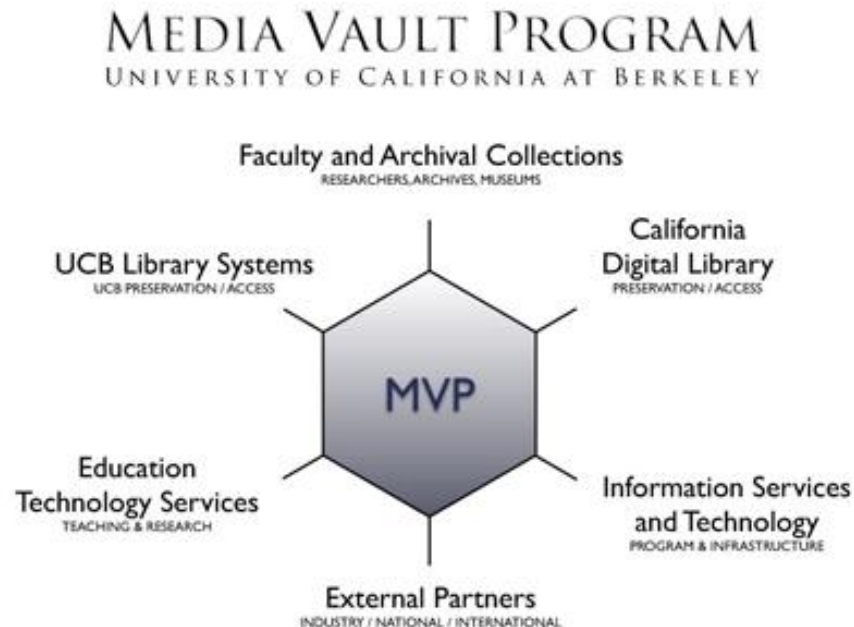 MEDIA VAULT PROGRAM
UNIVERSITY OF CALIFORNIA AT BERKELEY
Faculty and Archival Collections
RESEARCHERS, ARCHIVES, MUSEUMS
UCB Library Systems
UCB PRESERVATION / ACCESS
California
Digital Library
PRESERVATION / ACCESS
MVP
Education
Technology Services
TEACHING & RESEARCH
Information Services
and Technology
PROGRAM & INFRASTRUCTURE
External Partners
INDUSTRY / NATIONAL / INTERNATIONAL